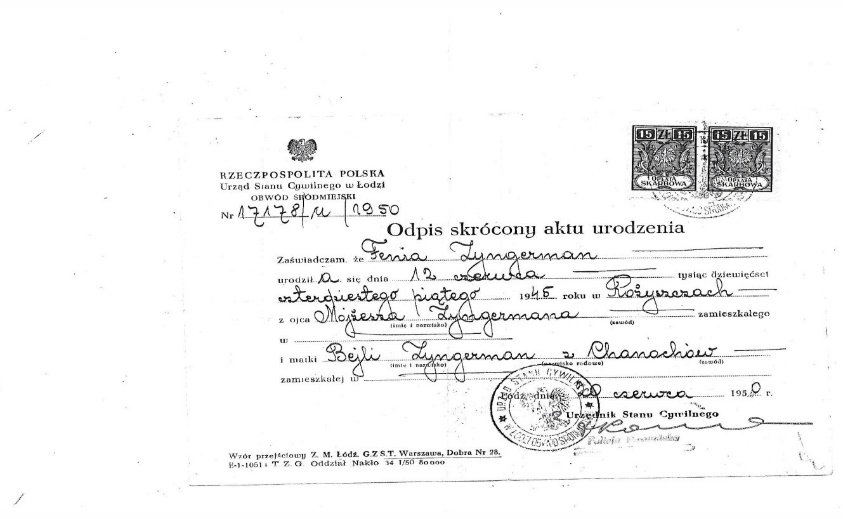 15 ZŁ 15 15 ZŁ 15
OPŁATA SKARBOWA OPŁATA SKARBOWA
RZECZPOSPOLITA POLSKA
Urząd Stanu Cywilnego w Łodzi
OBWÓD ŚRÓDMIEJSKI
Nr 17178/u/1950
Odpis skrócony aktu urodzenia
Zaświadczam, że Fenia Zyngerman
urodził a się dnia 12 czerwca tysiąc dziewięćset
czterdziestego piątego 1945 roku w Rożyszczach
z ojca Mojżesza Zyngermana zamieszkałego
(imię i nazwisko) (zawód)
w
i matki Bejli Zyngerman z Chanachów
(imię i nazwisko) (nazwisko rodowe) (zawód)
zamieszkałej w
Łódź, dnia czerwca 1950 r.
URZĄD STANU CYWILNEGO
Urzędnik Stanu Cywilnego
Wzór przejściowy Z. M. Łódź. G.Z S.T. Warszawa, Dobra Nr 28.
E-1-1051: T Z. G. Oddział Nakło 34 1/50 80000